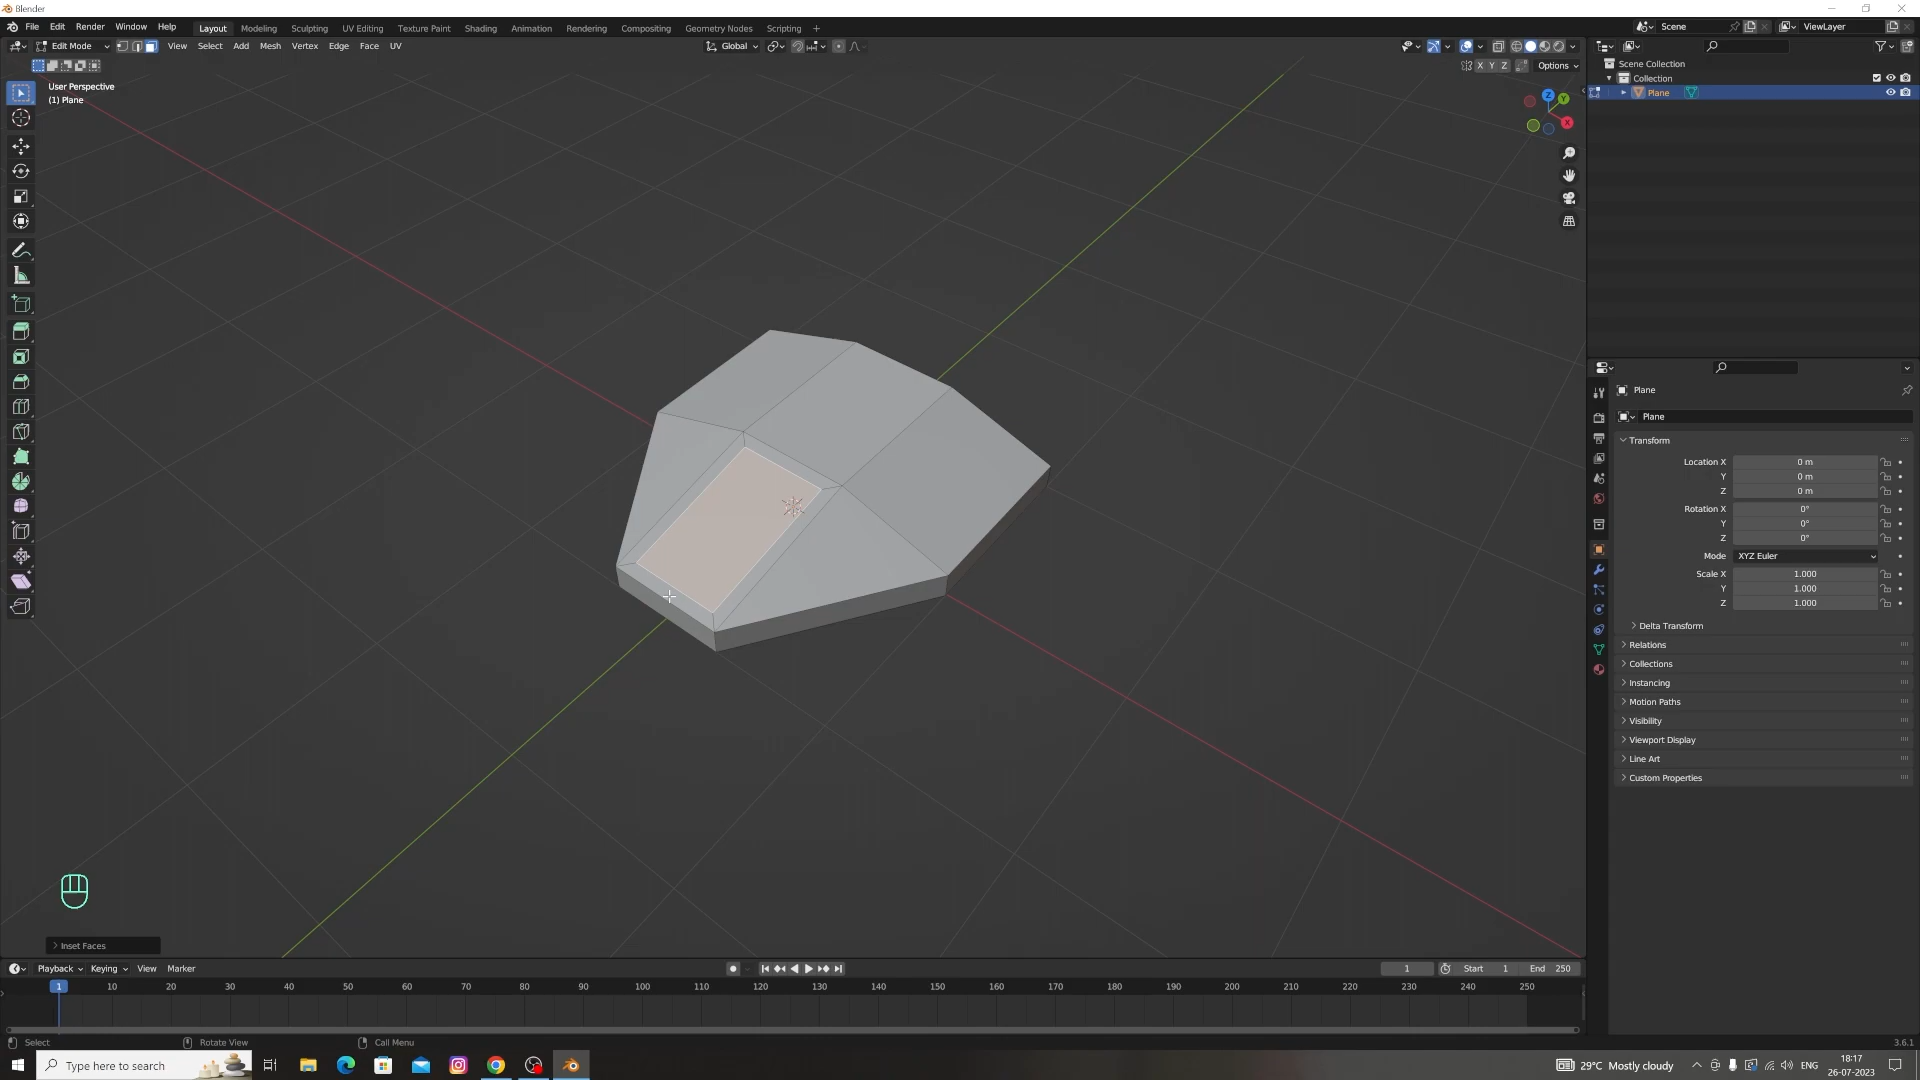 Blender
File Edit Render Window Help Layout Modeling Sculpting UV Editing Texture Paint Shading Animation Rendering Compositing Geometry Nodes Scripting + Scene ViewLayer
Edit Mode View Select Add Mesh Vertex Edge Face UV Global
X Y Z Options
User Perspective
(1) Plane
Z Y X
Scene Collection
Collection
Plane
Plane
Plane
Transform
Location X 0 m
Y 0 m
Z 0 m
Rotation X 0°
Y 0°
Z 0°
Mode XYZ Euler
Scale X 1.000
Y 1.000
Z 1.000
Delta Transform
Relations
Collections
Instancing
Motion Paths
Visibility
Viewport Display
Line Art
Custom Properties
Inset Faces
Playback Keying View Marker 1 Start 1 End 250
1 10 20 30 40 50 60 70 80 90 100 110 120 130 140 150 160 170 180 190 200 210 220 230 240 250
Select Rotate View Call Menu 3.6.1
Type here to search 29°C Mostly cloudy ENG 18:17
26-07-2023